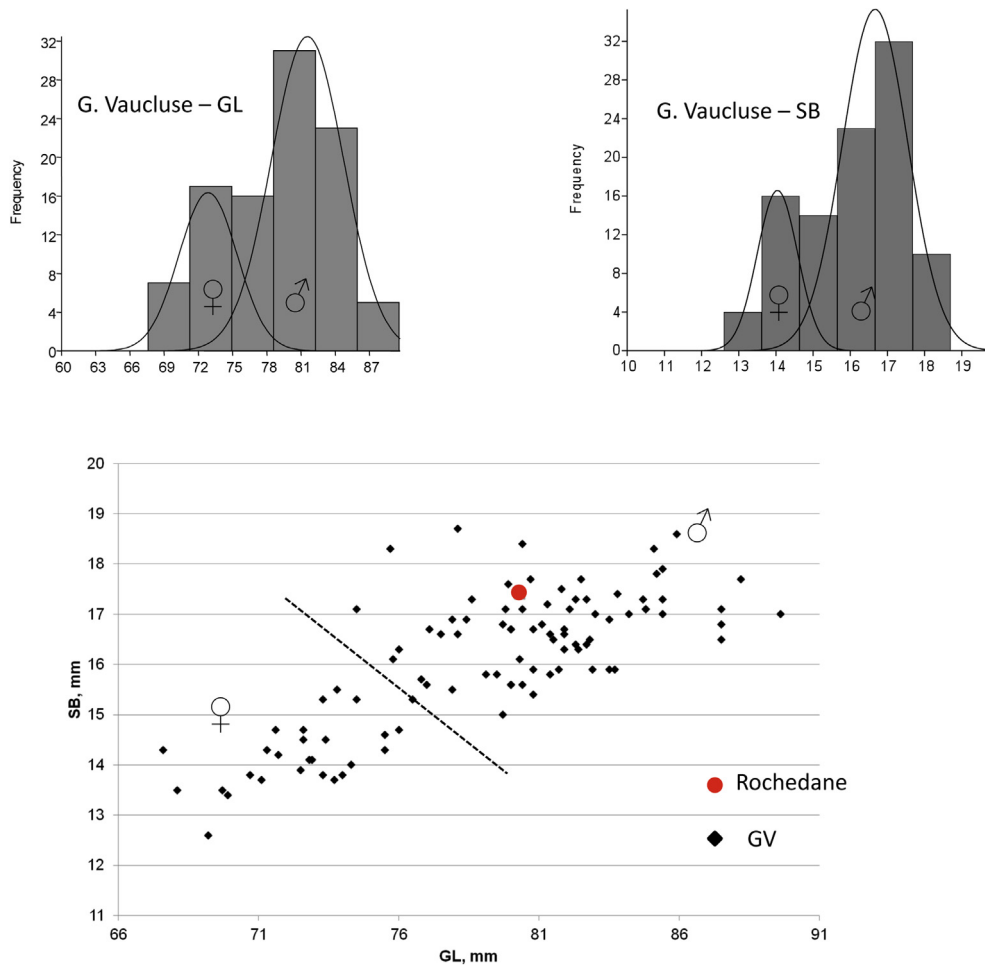 G. Vaucluse – GL
Frequency
32
28
24
20
16
12
8
4
0
60 63 66 69 72 75 78 81 84 87
♀ ♂
G. Vaucluse – SB
Frequency
32
28
24
20
16
12
8
4
0
10 11 12 13 14 15 16 17 18 19
♀ ♂
SB, mm
20
19
18
17
16
15
14
13
12
11
66 71 76 81 86 91
GL, mm
♂
♀
Rochedane
GV